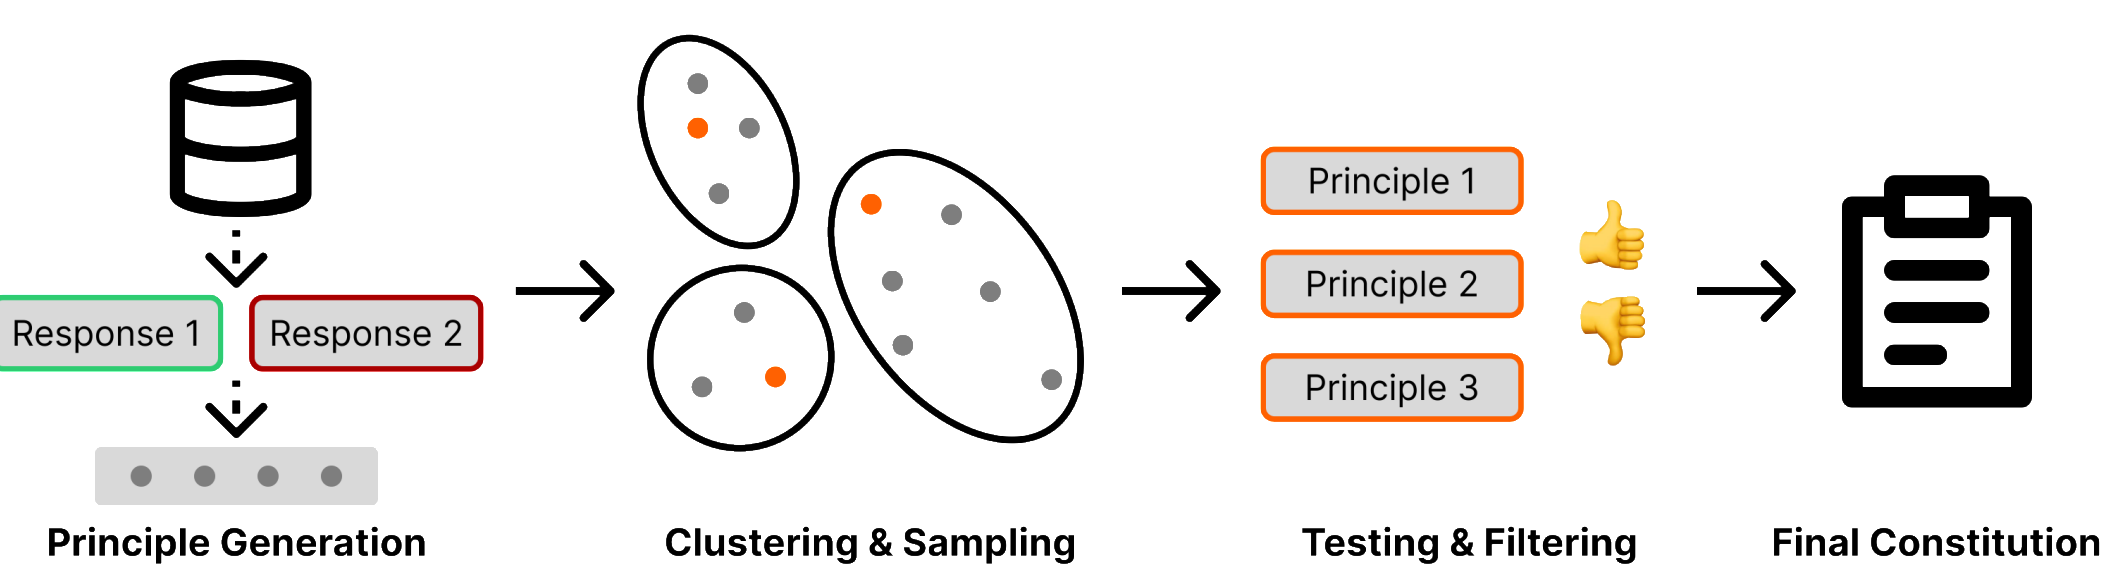 Response 1
Response 2
Principle Generation
Clustering & Sampling
Principle 1
Principle 2
Principle 3
Testing & Filtering
Final Constitution